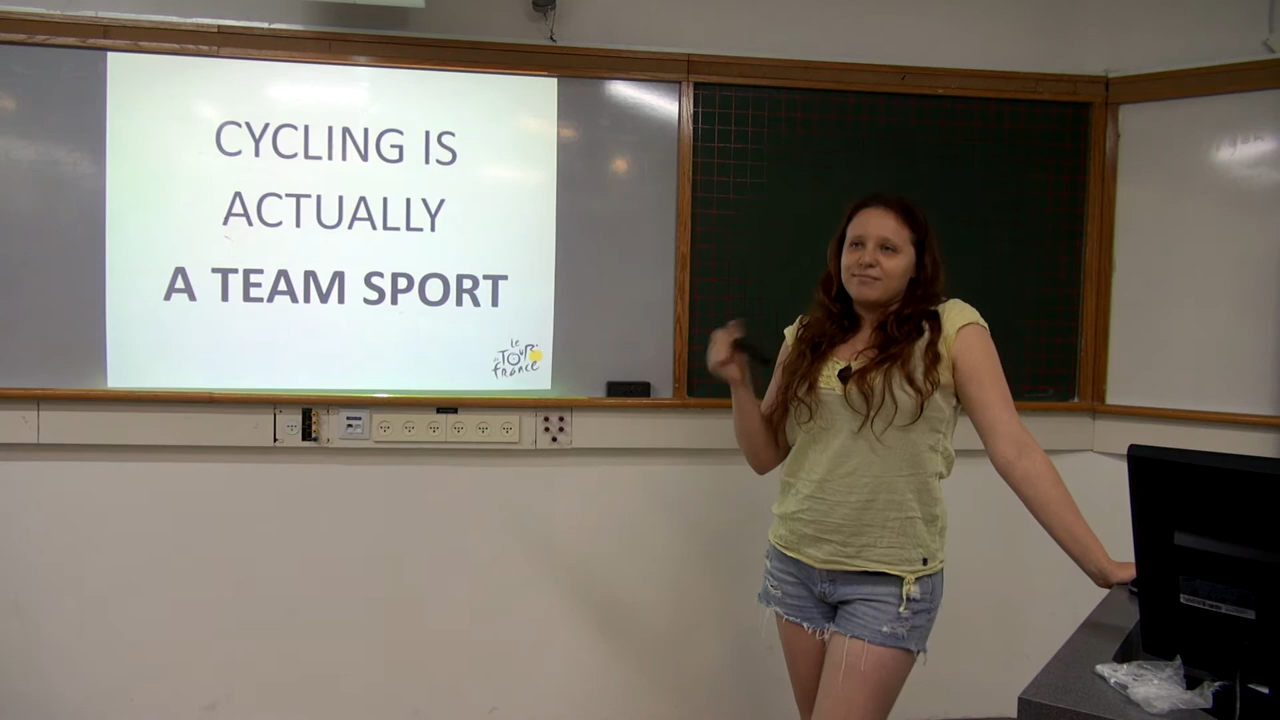 CYCLING IS
ACTUALLY
A TEAM SPORT
LE
TOUR
DE
FRANCE